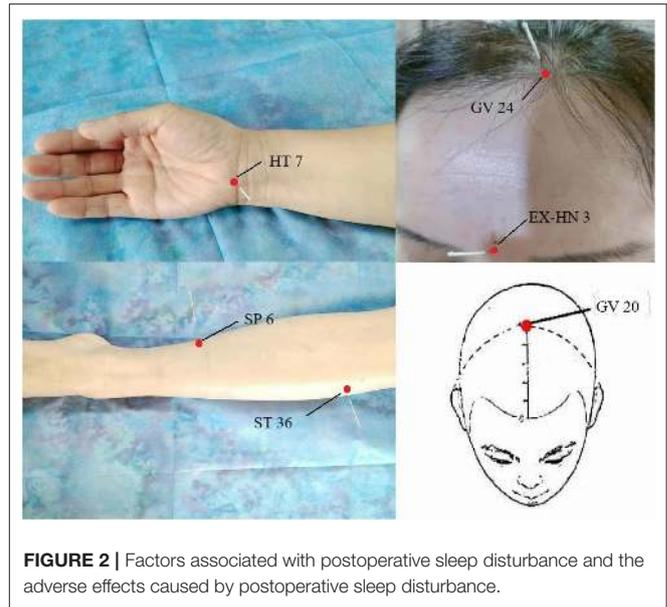 HT 7
GV 24
EX-HN 3
SP 6
ST 36
GV 20
FIGURE 2 | Factors associated with postoperative sleep disturbance and the
adverse effects caused by postoperative sleep disturbance.